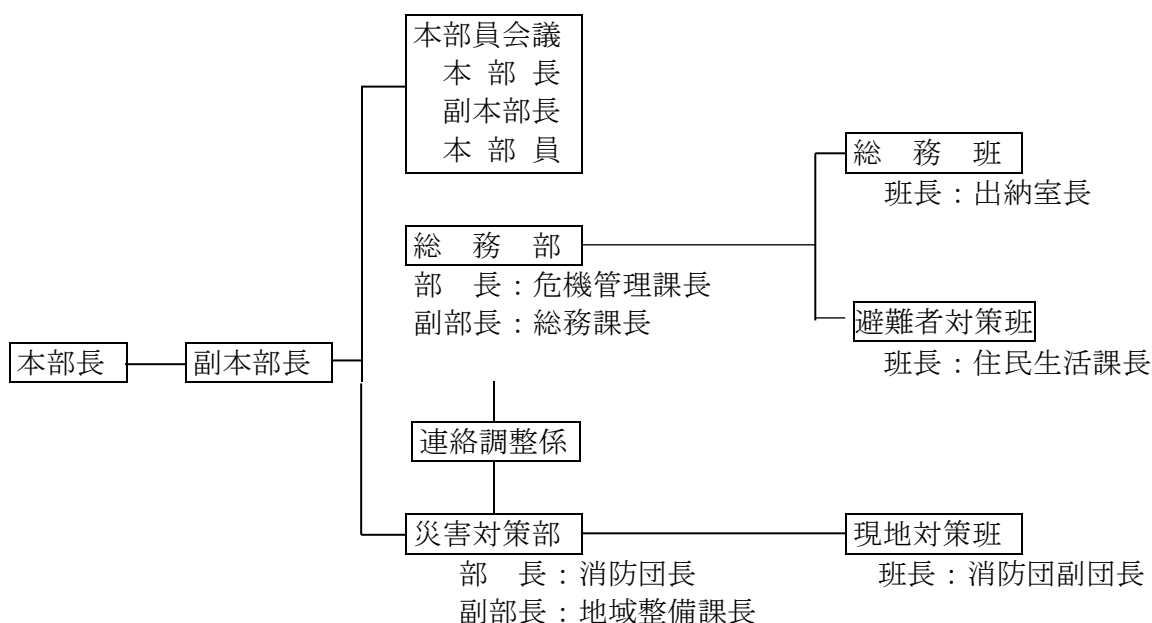 本部員会議
本 部 長
副本部長
本 部 員
総 務 班
班長：出納室長
総 務 部
部 長：危機管理課長
副部長：総務課長
避難者対策班
班長：住民生活課長
本部長
副本部長
連絡調整係
災害対策部
部 長：消防団長
副部長：地域整備課長
現地対策班
班長：消防団副団長